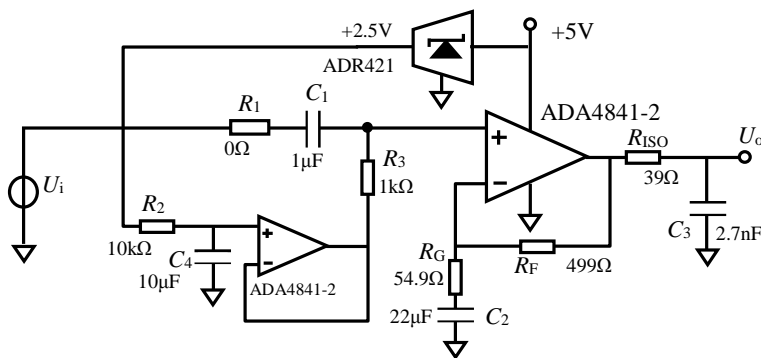 +2.5V
+5V
ADR421
ADA4841-2
R1
C1
0Ω
1μF
R3
1kΩ
RISO
Uo
39Ω
Ui
R2
10kΩ
C4
10μF
+
−
ADA4841-2
+
−
RG
54.9Ω
RF
499Ω
C3
2.7nF
22μF
C2